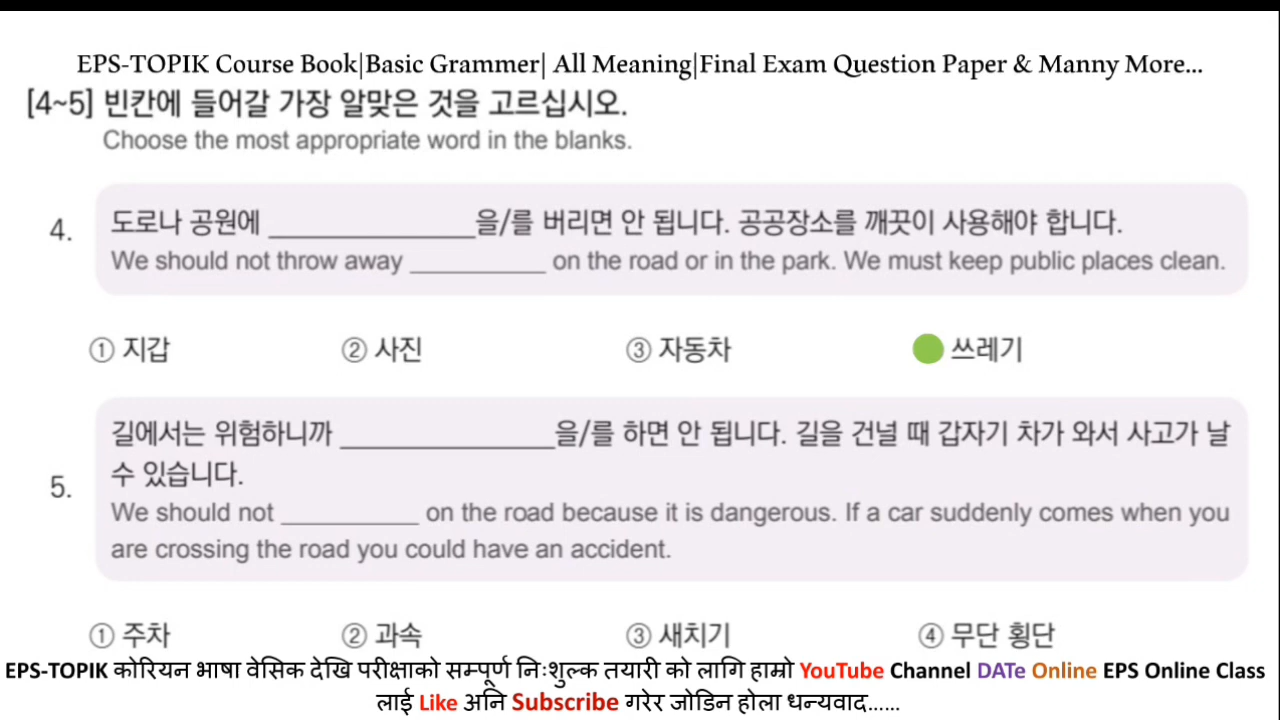 EPS-TOPIK Course Book|Basic Grammer| All Meaning|Final Exam Question Paper & Manny More...
[4~5] 빈칸에 들어갈 가장 알맞은 것을 고르십시오.
Choose the most appropriate word in the blanks.
4. 도로나 공원에 ______________을/를 버리면 안 됩니다. 공공장소를 깨끗이 사용해야 합니다.
We should not throw away __________ on the road or in the park. We must keep public places clean.
① 지갑 ② 사진 ③ 자동차 쓰레기
길에서는 위험하니까 ______________을/를 하면 안 됩니다. 길을 건널 때 갑자기 차가 와서 사고가 날
수 있습니다.
5.
We should not __________ on the road because it is dangerous. If a car suddenly comes when you
are crossing the road you could have an accident.
① 주차 ② 과속 ③ 새치기 ④ 무단 횡단
EPS-TOPIK कोरियन भाषा वेसिक देखि परीक्षाको सम्पूर्ण निःशुल्क तयारी को लागि हाम्रो YouTube Channel DATe Online EPS Online Class
लाई Like अनि Subscribe गरेर जोडिन होला धन्यवाद......